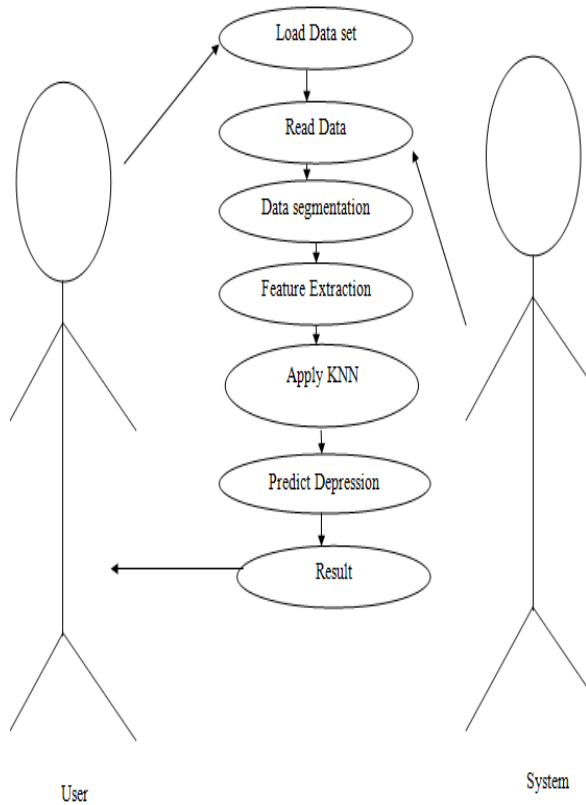 Load Data set
Read Data
Data segmentation
Feature Extraction
Apply KNN
Predict Depression
Result
User
System